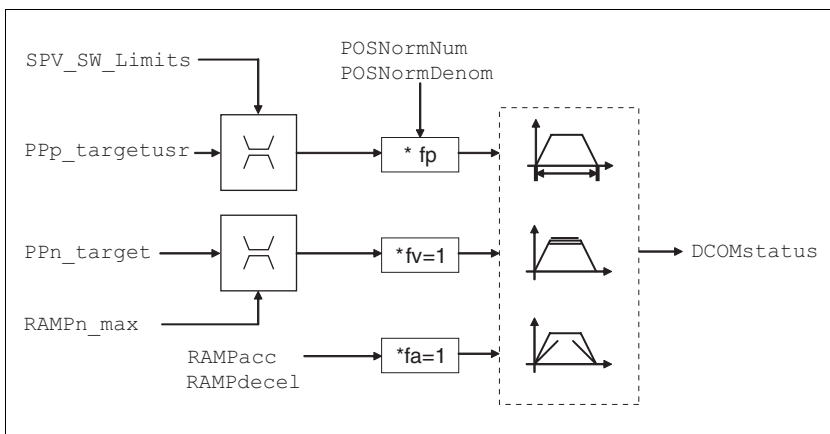 SPV_SW_Limits
POSNormNum
POSNormDenom
PPp_targetusr
* fp
PPn_target
*fv=1
DCOMstatus
RAMPn_max
RAMPacc
RAMPdecel
*fa=1